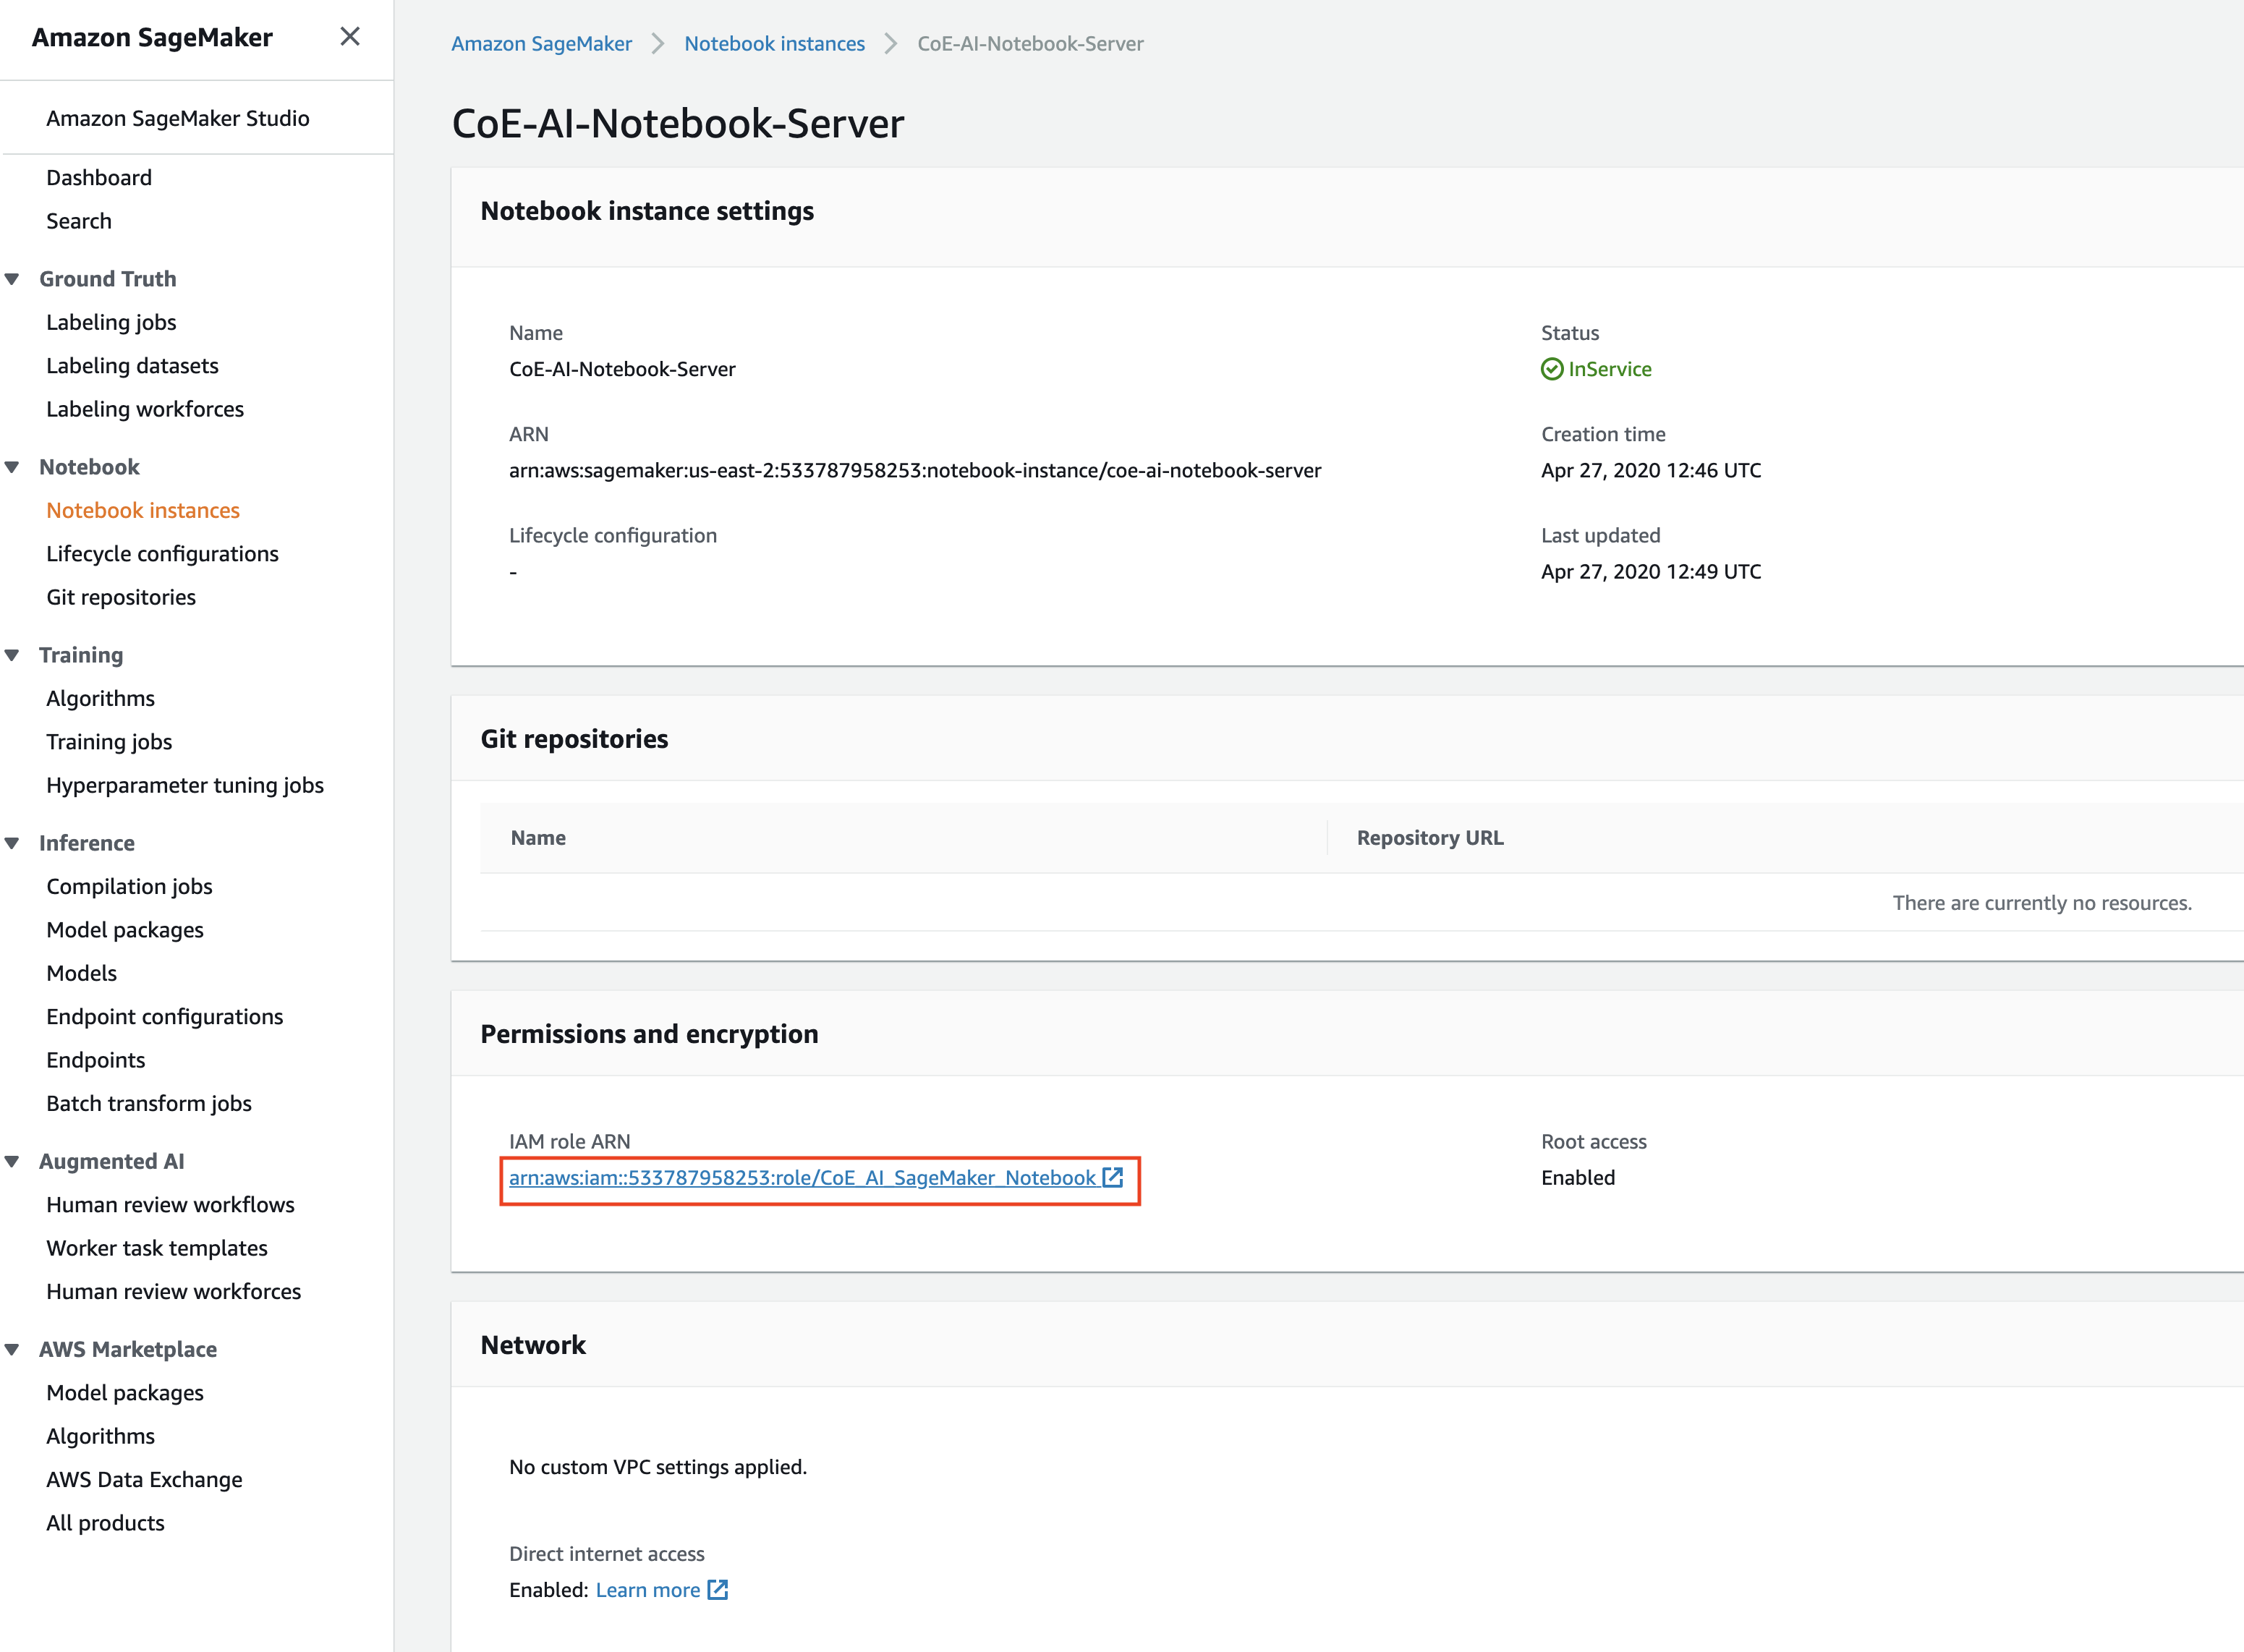 Amazon SageMaker
Amazon SageMaker Studio
Dashboard
Search
Ground Truth
Labeling jobs
Labeling datasets
Labeling workforces
Notebook
Notebook instances
Lifecycle configurations
Git repositories
Training
Algorithms
Training jobs
Hyperparameter tuning jobs
Inference
Compilation jobs
Model packages
Models
Endpoint configurations
Endpoints
Batch transform jobs
Augmented AI
Human review workflows
Worker task templates
Human review workforces
AWS Marketplace
Model packages
Algorithms
AWS Data Exchange
All products
Amazon SageMaker > Notebook instances > CoE-AI-Notebook-Server
CoE-AI-Notebook-Server
Notebook instance settings
Name
CoE-AI-Notebook-Server
ARN
arn:aws:sagemaker:us-east-2:533787958253:notebook-instance/coe-ai-notebook-server
Lifecycle configuration
-
Status
InService
Creation time
Apr 27, 2020 12:46 UTC
Last updated
Apr 27, 2020 12:49 UTC
Git repositories
Name Repository URL
There are currently no resources.
Permissions and encryption
IAM role ARN
arn:aws:iam::533787958253:role/CoE_AI_SageMaker_Notebook
Root access
Enabled
Network
No custom VPC settings applied.
Direct internet access
Enabled: Learn more